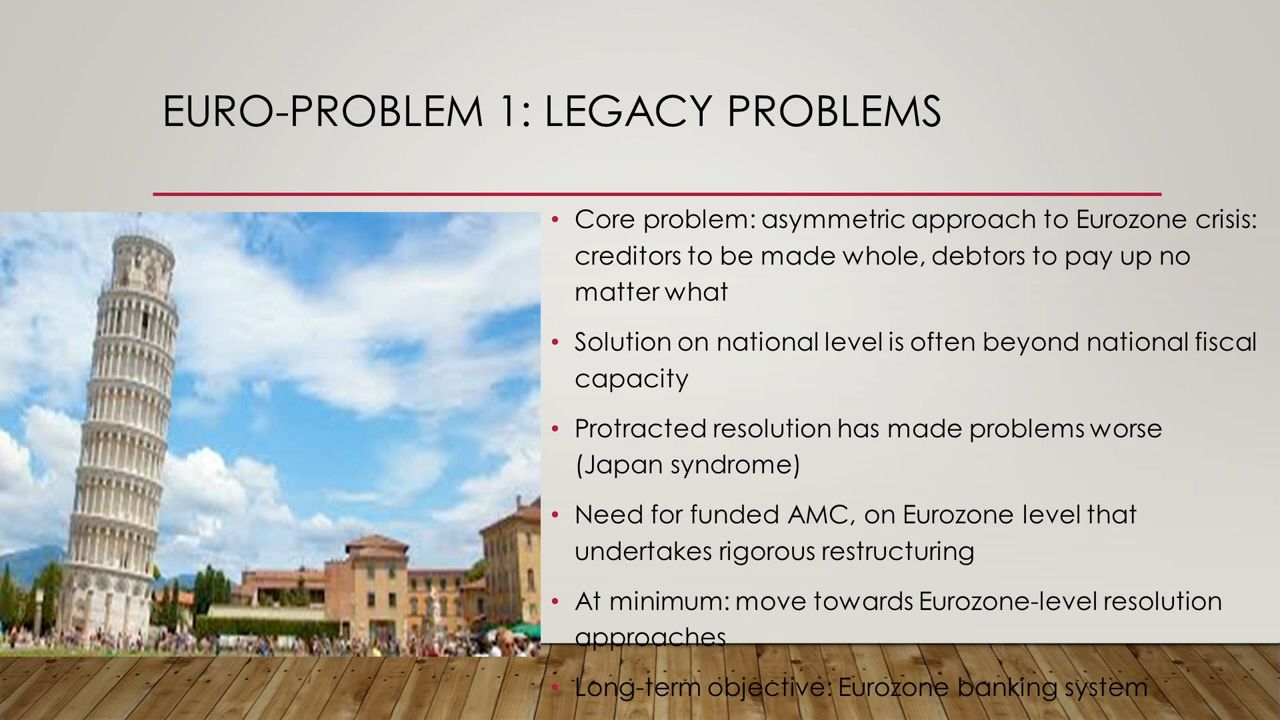 EURO-PROBLEM 1: LEGACY PROBLEMS
• Core problem: asymmetric approach to Eurozone crisis:
creditors to be made whole, debtors to pay up no
matter what
• Solution on national level is often beyond national fiscal
capacity
• Protracted resolution has made problems worse
(Japan syndrome)
• Need for funded AMC, on Eurozone level that
undertakes rigorous restructuring
• At minimum: move towards Eurozone-level resolution
approaches
• Long-term objective: Eurozone banking system